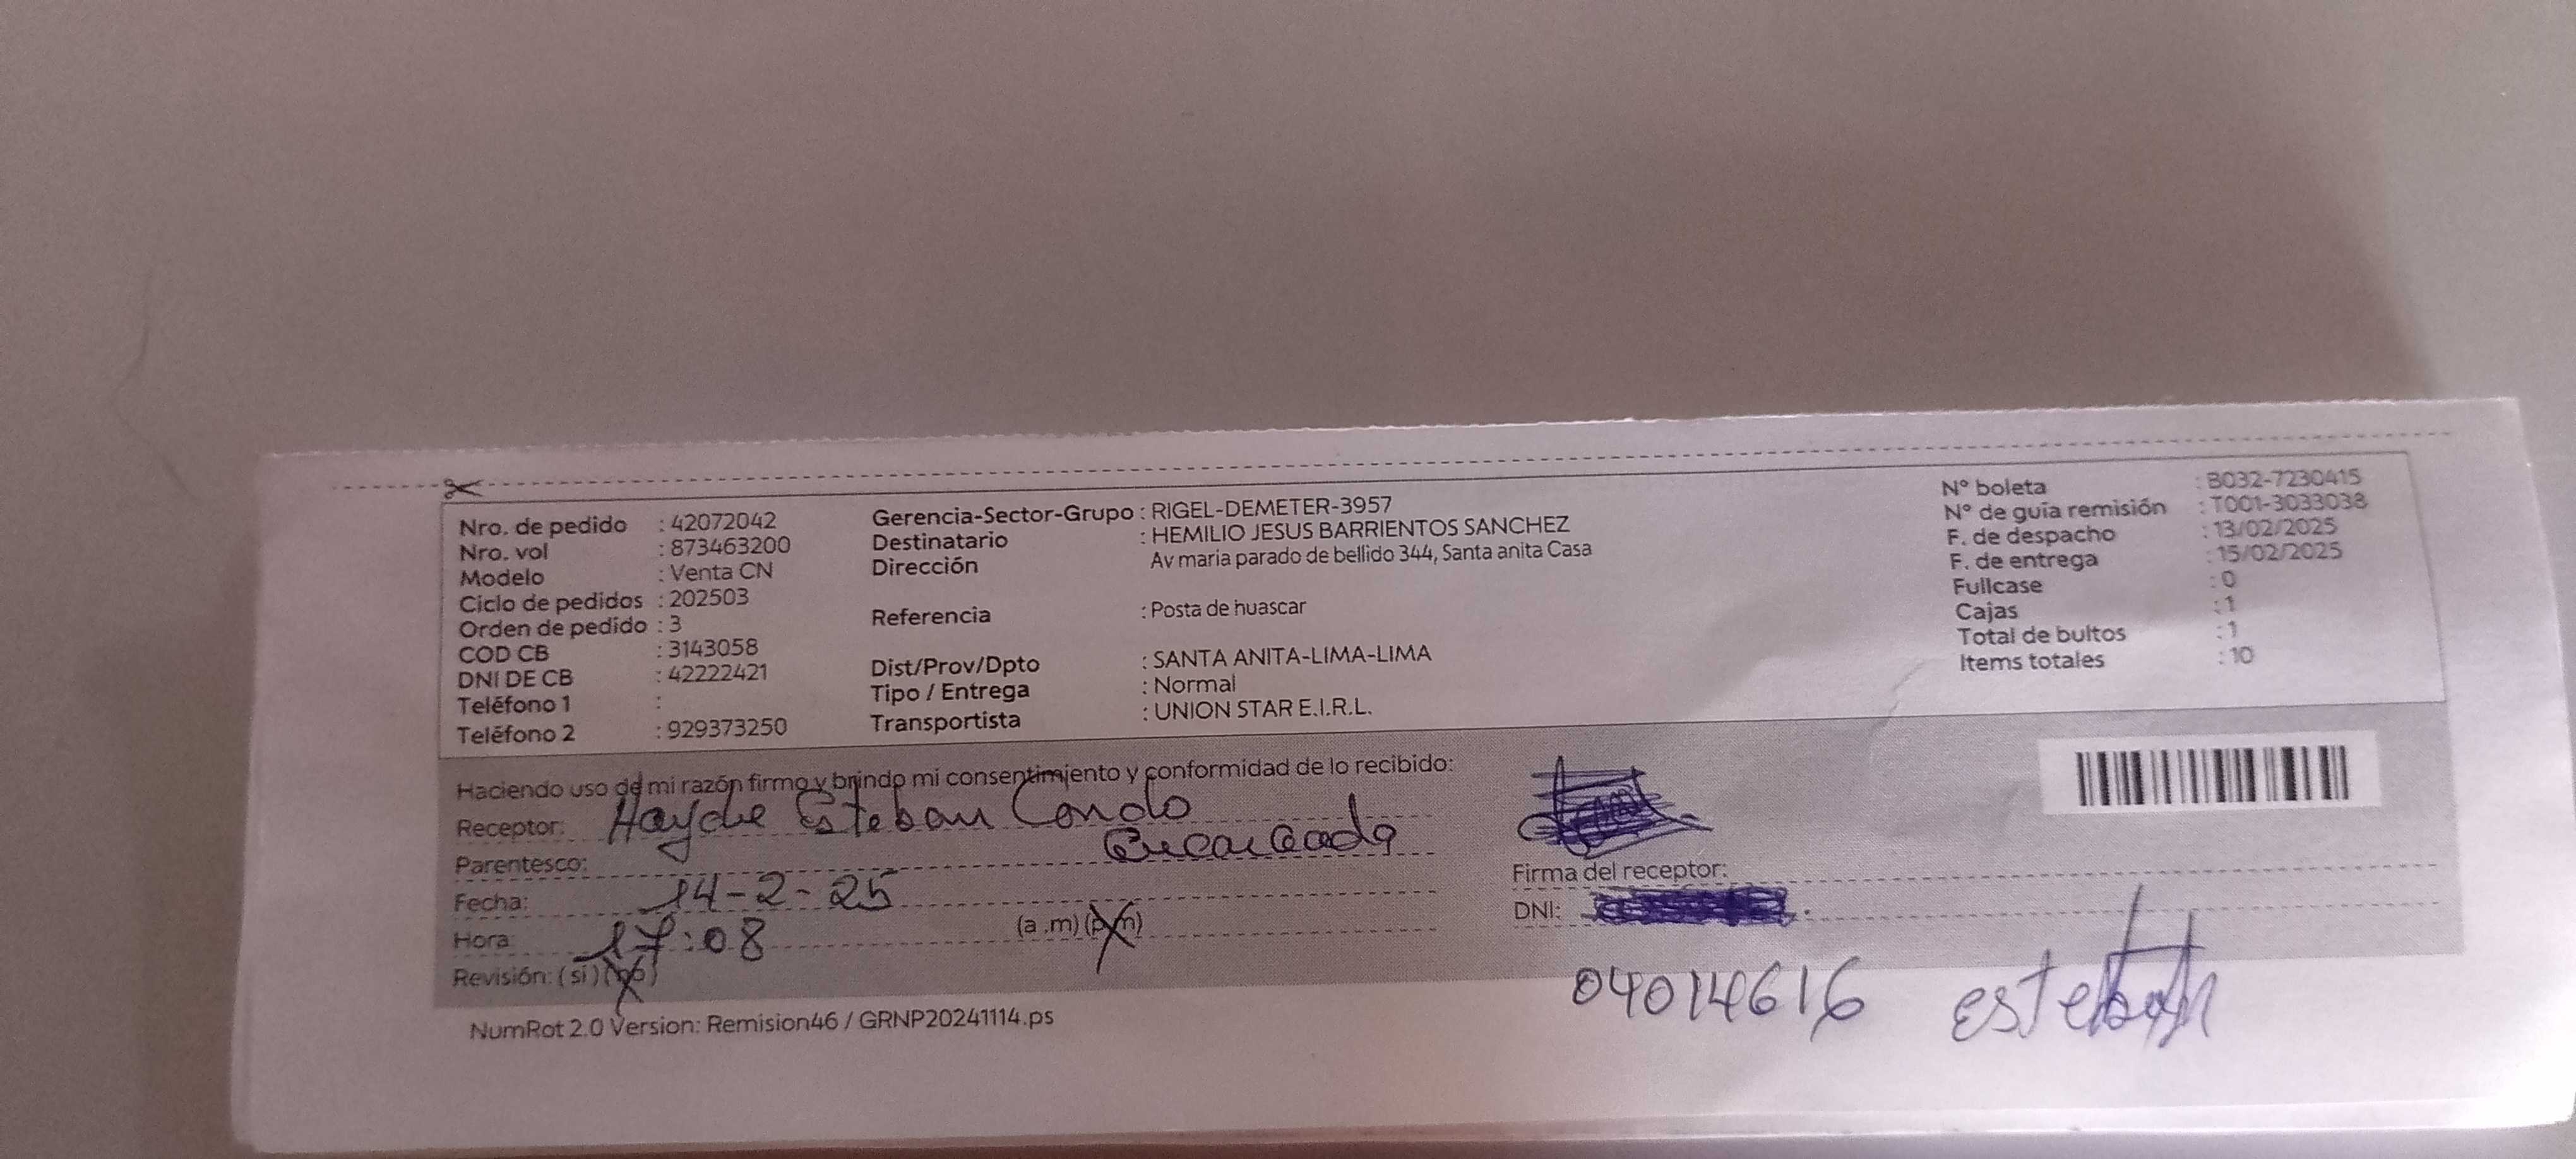 Nro. de pedido : 42072042
Nro. vol : 873463200
Modelo : Venta CN
Ciclo de pedidos : 202503
Orden de pedido : 3
COD CB : 3143058
DNI DE CB : 42222421
Teléfono 1 :
Teléfono 2 : 929373250
Gerencia-Sector-Grupo : RIGEL-DEMETER-3957
Destinatario : HEMILIO JESUS BARRIENTOS SANCHEZ
Dirección Av maria parado de bellido 344, Santa anita Casa
Referencia : Posta de huascar
Dist/Prov/Dpto : SANTA ANITA-LIMA-LIMA
Tipo / Entrega : Normal
Transportista : UNION STAR E.I.R.L.
N° boleta : B032-7230415
N° de guía remisión : T001-3033038
F. de despacho : 13/02/2025
F. de entrega : 15/02/2025
Fullcase : 0
Cajas : 1
Total de bultos : 1
Items totales : 10
Haciendo uso de mi razón firmo y brindo mi consentimiento y conformidad de lo recibido:
Receptor: Hayde Esteban Condo
Parentesco: Encargada
Fecha: 14-2-25
Hora: 17:08 (a .m) (p.m)
Revisión: (si) (no)
Firma del receptor:
DNI:
04014616 esteban
NumRot 2.0 Version: Remision46 / GRNP20241114.ps